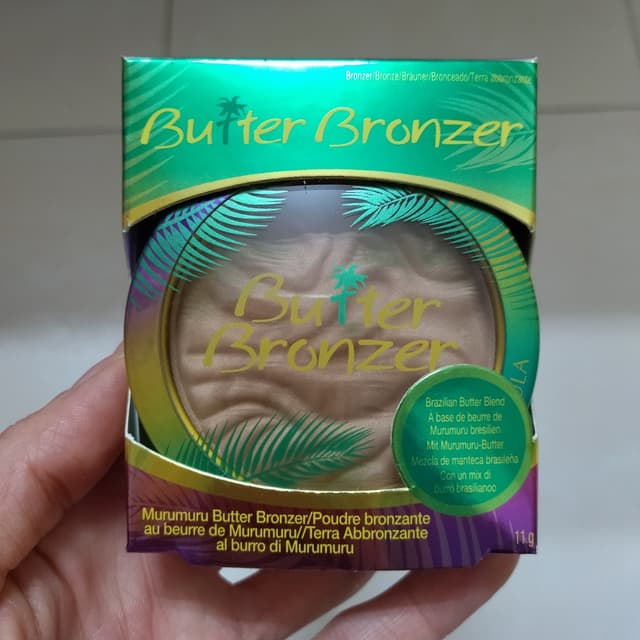 Bronzer/Bronze/Bräuner/Bronceado/Terra abbronzante
Butter Bronzer
Butter
Bronzer
ULA
Brazilian Butter Blend
A base de beurre de
Murumuru bresilien
Mit Murumuru-Butter
Mezcla de manteca brasileña
Con un mix di
burro brasilianoc
Murumuru Butter Bronzer/Poudre bronzante
au beurre de Murumuru//Terra Abbronzante
al burro di Murumuru
11 g